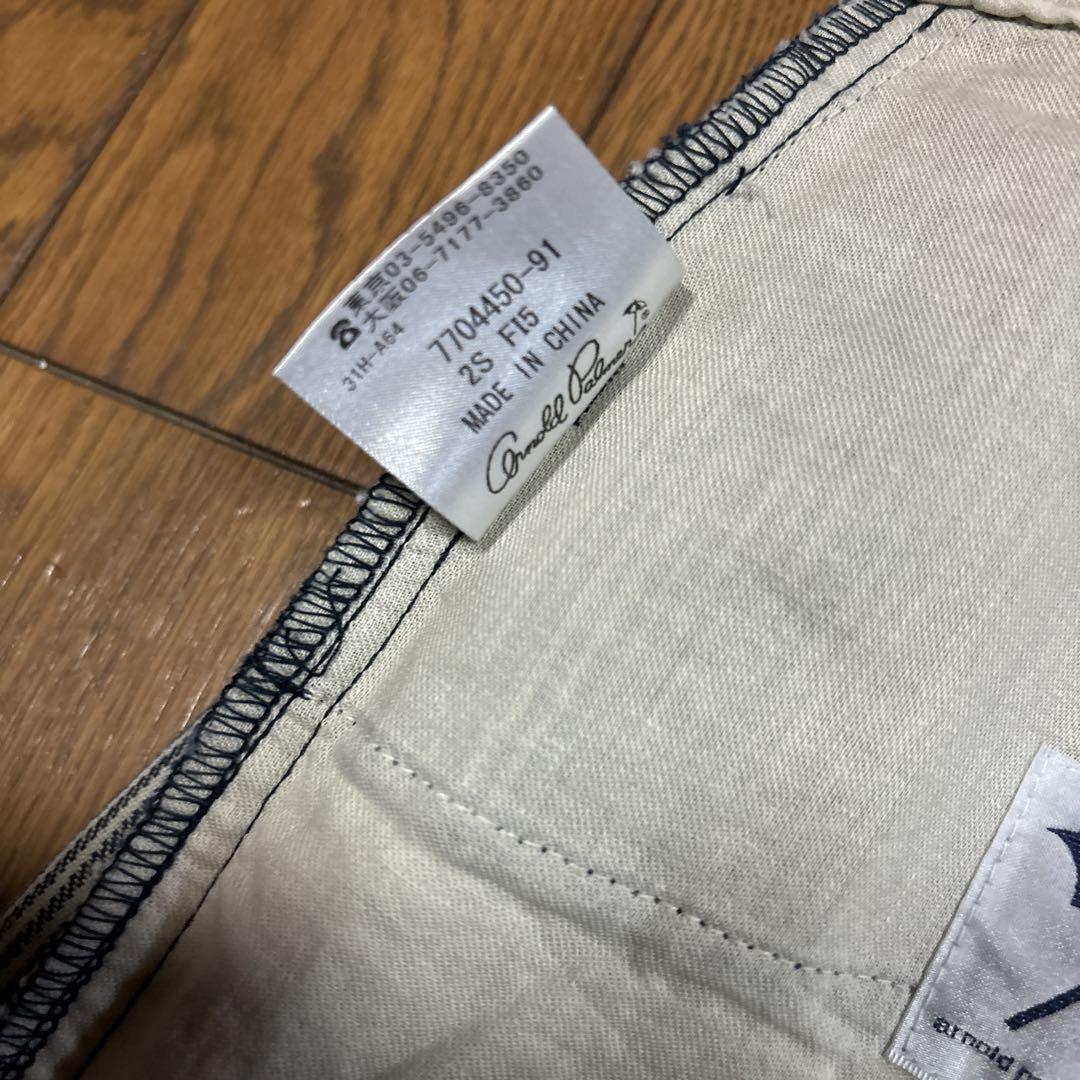 ☎東京03-5496-8350
大阪06-7177-3860
31H-A64
7704450-91
2S FI5
MADE IN CHINA
Arnold Palmer
arnold